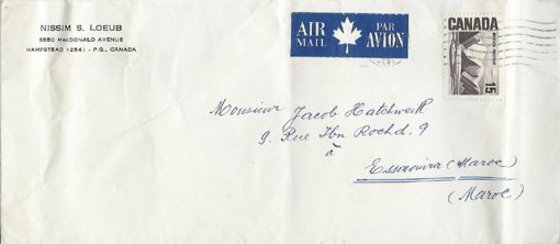 NISSIM S. LOEUB
5550 MACDONALD AVENUE
HAMPSTEAD (254) - P.Q., CANADA
AIR MAIL PAR AVION
CANADA
15
Monsieur Jacob Hatchwell
9. Rue Ibn Rochd. 9
à
Essaouira (Maroc)
(Maroc)